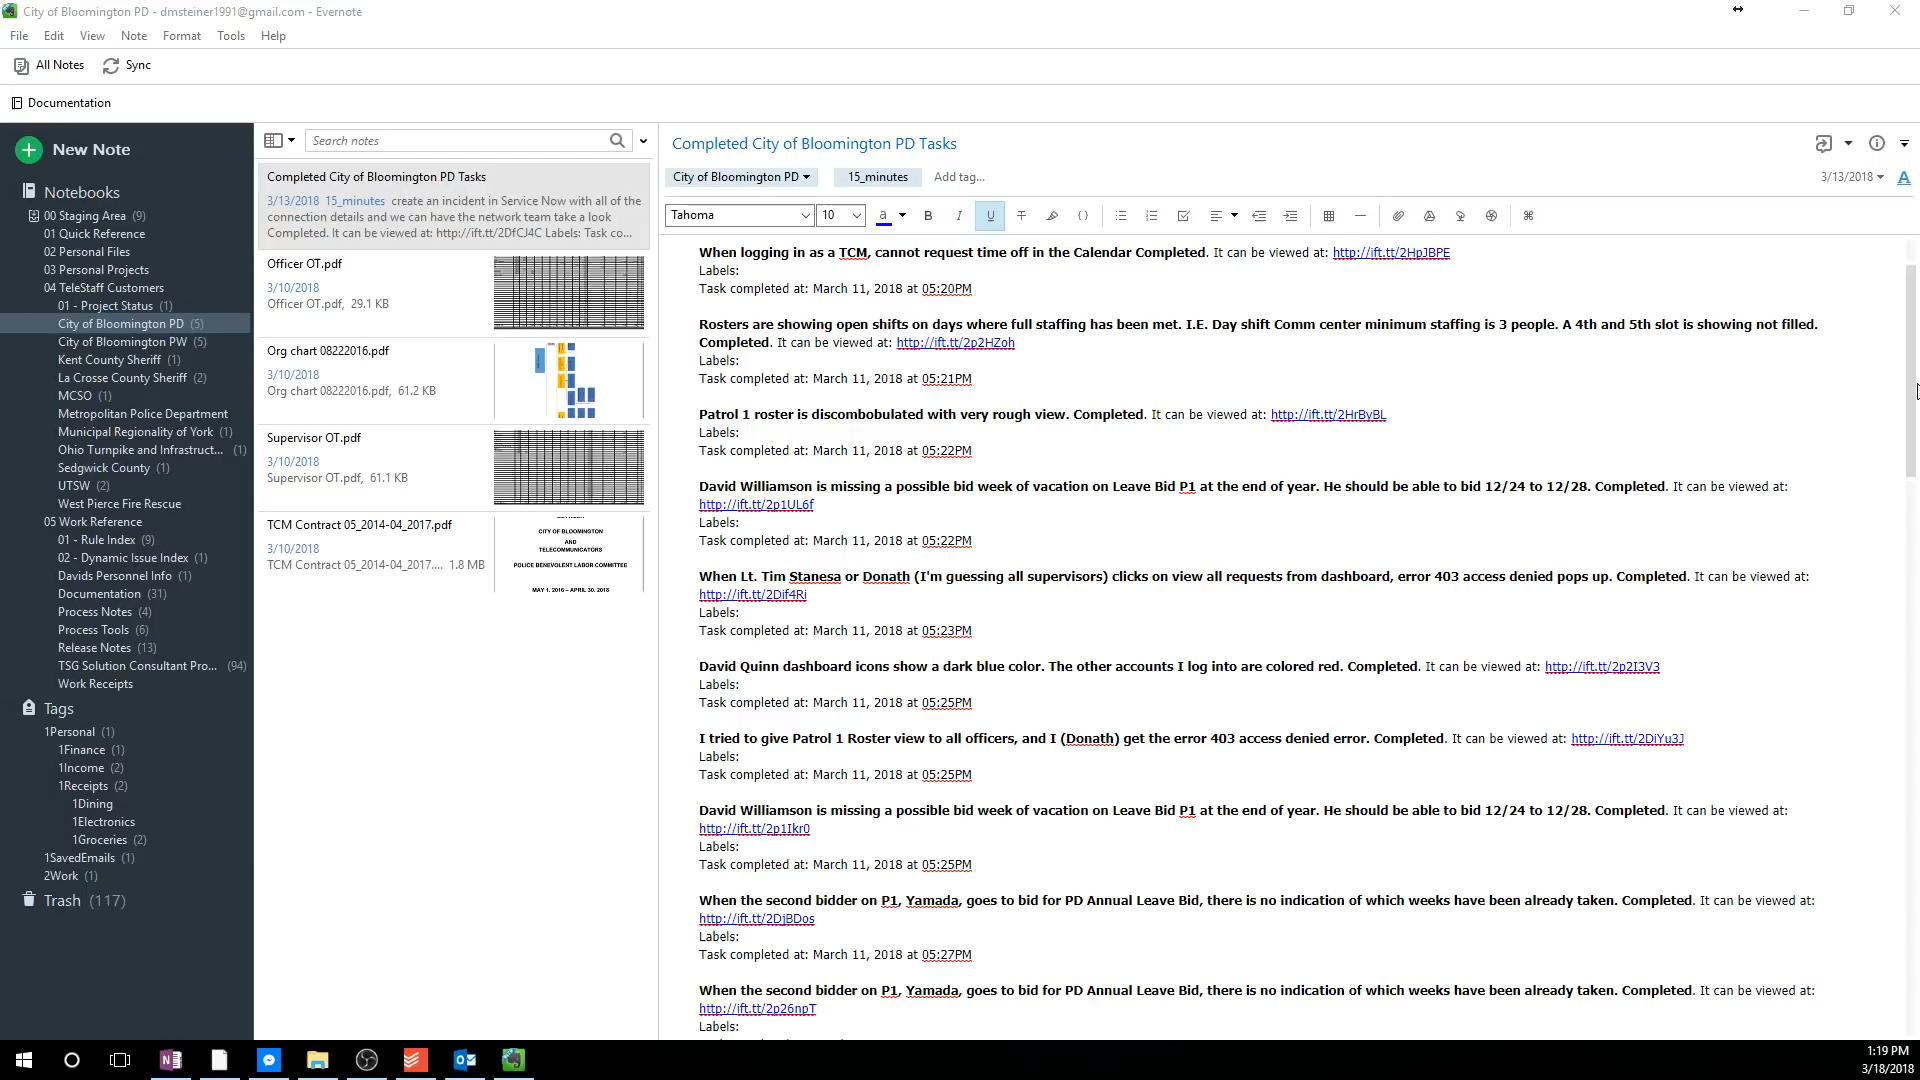 City of Bloomington PD - dmsteiner1991@gmail.com - Evernote
File Edit View Note Format Tools Help
All Notes Sync
Documentation
New Note
Notebooks
00 Staging Area (9)
01 Quick Reference
02 Personal Files
03 Personal Projects
04 TeleStaff Customers
01 - Project Status (1)
City of Bloomington PD (5)
City of Bloomington PW (5)
Kent County Sheriff (1)
La Crosse County Sheriff (2)
MCSO (1)
Metropolitan Police Department
Municipal Regionality of York (1)
Ohio Turnpike and Infrastruct... (1)
Sedgwick County (1)
UTSW (2)
West Pierce Fire Rescue
05 Work Reference
01 - Rule Index (9)
02 - Dynamic Issue Index (1)
Davids Personnel Info (1)
Documentation (31)
Process Notes (4)
Process Tools (6)
Release Notes (13)
TSG Solution Consultant Pro... (94)
Work Receipts
Tags
1Personal (1)
1Finance (1)
1Income (2)
1Receipts (2)
1Dining
1Electronics
1Groceries (2)
1SavedEmails (1)
2Work (1)
Trash (117)
Search notes
Completed City of Bloomington PD Tasks
3/13/2018 15_minutes create an incident in Service Now with all of the
connection details and we can have the network team take a look
Completed. It can be viewed at: http://ift.tt/2DfCJ4C Labels: Task co...
Officer OT.pdf
3/10/2018
Officer OT.pdf, 29.1 KB
Org chart 08222016.pdf
3/10/2018
Org chart 08222016.pdf, 61.2 KB
Supervisor OT.pdf
3/10/2018
Supervisor OT.pdf, 61.1 KB
TCM Contract 05_2014-04_2017.pdf
3/10/2018
TCM Contract 05_2014-04_2017.... 1.8 MB
CITY OF BLOOMINGTON
AND
TELECOMMUNICATORS
POLICE BENEVOLENT LABOR COMMITTEE
MAY 1, 2016 – APRIL 30, 2018
Completed City of Bloomington PD Tasks
City of Bloomington PD 15_minutes Add tag... 3/13/2018
Tahoma 10
When logging in as a TCM, cannot request time off in the Calendar Completed. It can be viewed at: http://ift.tt/2HpJBPE
Labels:
Task completed at: March 11, 2018 at 05:20PM
Rosters are showing open shifts on days where full staffing has been met. I.E. Day shift Comm center minimum staffing is 3 people. A 4th and 5th slot is showing not filled.
Completed. It can be viewed at: http://ift.tt/2p2HZoh
Labels:
Task completed at: March 11, 2018 at 05:21PM
Patrol 1 roster is discombobulated with very rough view. Completed. It can be viewed at: http://ift.tt/2HrByBL
Labels:
Task completed at: March 11, 2018 at 05:22PM
David Williamson is missing a possible bid week of vacation on Leave Bid P1 at the end of year. He should be able to bid 12/24 to 12/28. Completed. It can be viewed at:
http://ift.tt/2p1UL6f
Labels:
Task completed at: March 11, 2018 at 05:22PM
When Lt. Tim Stanesa or Donath (I'm guessing all supervisors) clicks on view all requests from dashboard, error 403 access denied pops up. Completed. It can be viewed at:
http://ift.tt/2Dif4Ri
Labels:
Task completed at: March 11, 2018 at 05:23PM
David Quinn dashboard icons show a dark blue color. The other accounts I log into are colored red. Completed. It can be viewed at: http://ift.tt/2p2I3V3
Labels:
Task completed at: March 11, 2018 at 05:25PM
I tried to give Patrol 1 Roster view to all officers, and I (Donath) get the error 403 access denied error. Completed. It can be viewed at: http://ift.tt/2DiYu3J
Labels:
Task completed at: March 11, 2018 at 05:25PM
David Williamson is missing a possible bid week of vacation on Leave Bid P1 at the end of year. He should be able to bid 12/24 to 12/28. Completed. It can be viewed at:
http://ift.tt/2p1Ikr0
Labels:
Task completed at: March 11, 2018 at 05:25PM
When the second bidder on P1, Yamada, goes to bid for PD Annual Leave Bid, there is no indication of which weeks have been already taken. Completed. It can be viewed at:
http://ift.tt/2DjBDos
Labels:
Task completed at: March 11, 2018 at 05:27PM
When the second bidder on P1, Yamada, goes to bid for PD Annual Leave Bid, there is no indication of which weeks have been already taken. Completed. It can be viewed at:
http://ift.tt/2p26npT
Labels:
1:19 PM
3/18/2018